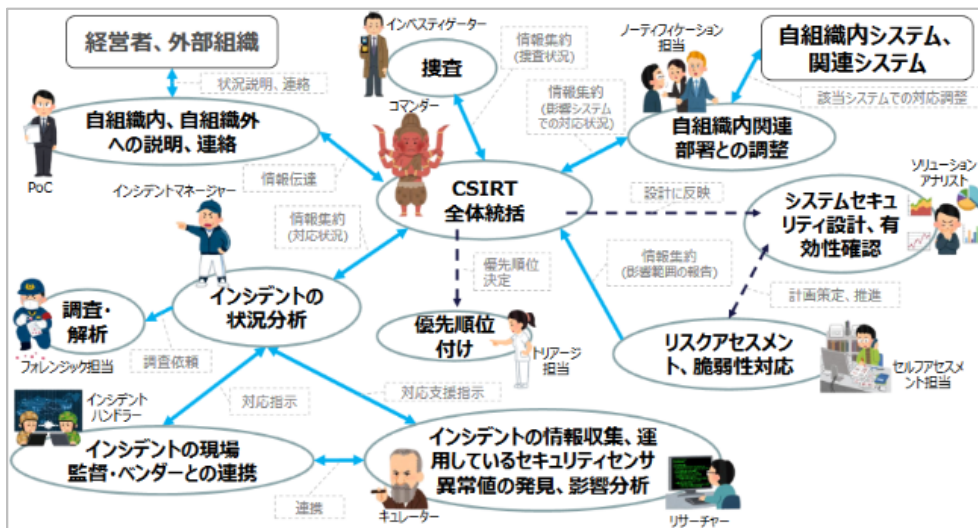 経営者、外部組織
状況説明、連絡
自組織内、自組織外
への説明、連絡
PoC
情報伝達
インベスティゲーター
捜査
情報集約
(捜査状況)
コマンダー
CSIRT
全体統括
ノーティフィケーション
担当
情報集約
(影響システム
での対応状況)
自組織内関連
部署との調整
自組織内システム、
関連システム
該当システムでの対応調整
ソリューション
アナリスト
設計に反映
システムセキュ
リティ設計、有
効性確認
インシデントマネージャー
情報集約
(対応状況)
インシデントの
状況分析
優先順位
決定
優先順位
付け
トリアージ
担当
情報集約
(影響範囲の報告)
計画策定、推進
リスクアセスメン
ト、脆弱性対応
セルフアセスメ
ント担当
調査・
解析
フォレンジック担当
調査依頼
インシデント
ハンドラー
対応指示
対応支援指示
インシデントの現場
監督・ベンダーとの連携
連携
インシデントの情報収集、運
用しているセキュリティセンサ
異常値の発見、影響分析
キュレーター
リサーチャー